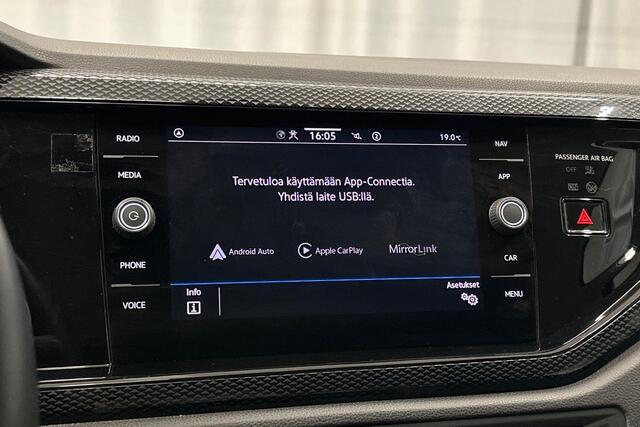 RADIO
MEDIA
PHONE
VOICE
16:05
2
19.0°C
Tervetuloa käyttämään App-Connectia.
Yhdistä laite USB:llä.
Android Auto
Apple CarPlay
MirrorLink
Info
Asetukset
NAV
APP
CAR
MENU
PASSENGER AIR BAG
OFF